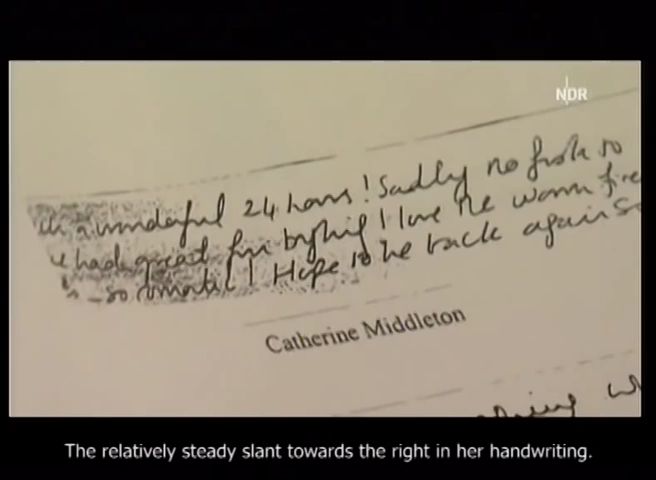 NDR
wonderful 24 hours! Sadly no fish so
had great fun trying! I love the warm fire
so romantic! Hope to be back again so
Catherine Middleton
The relatively steady slant towards the right in her handwriting.